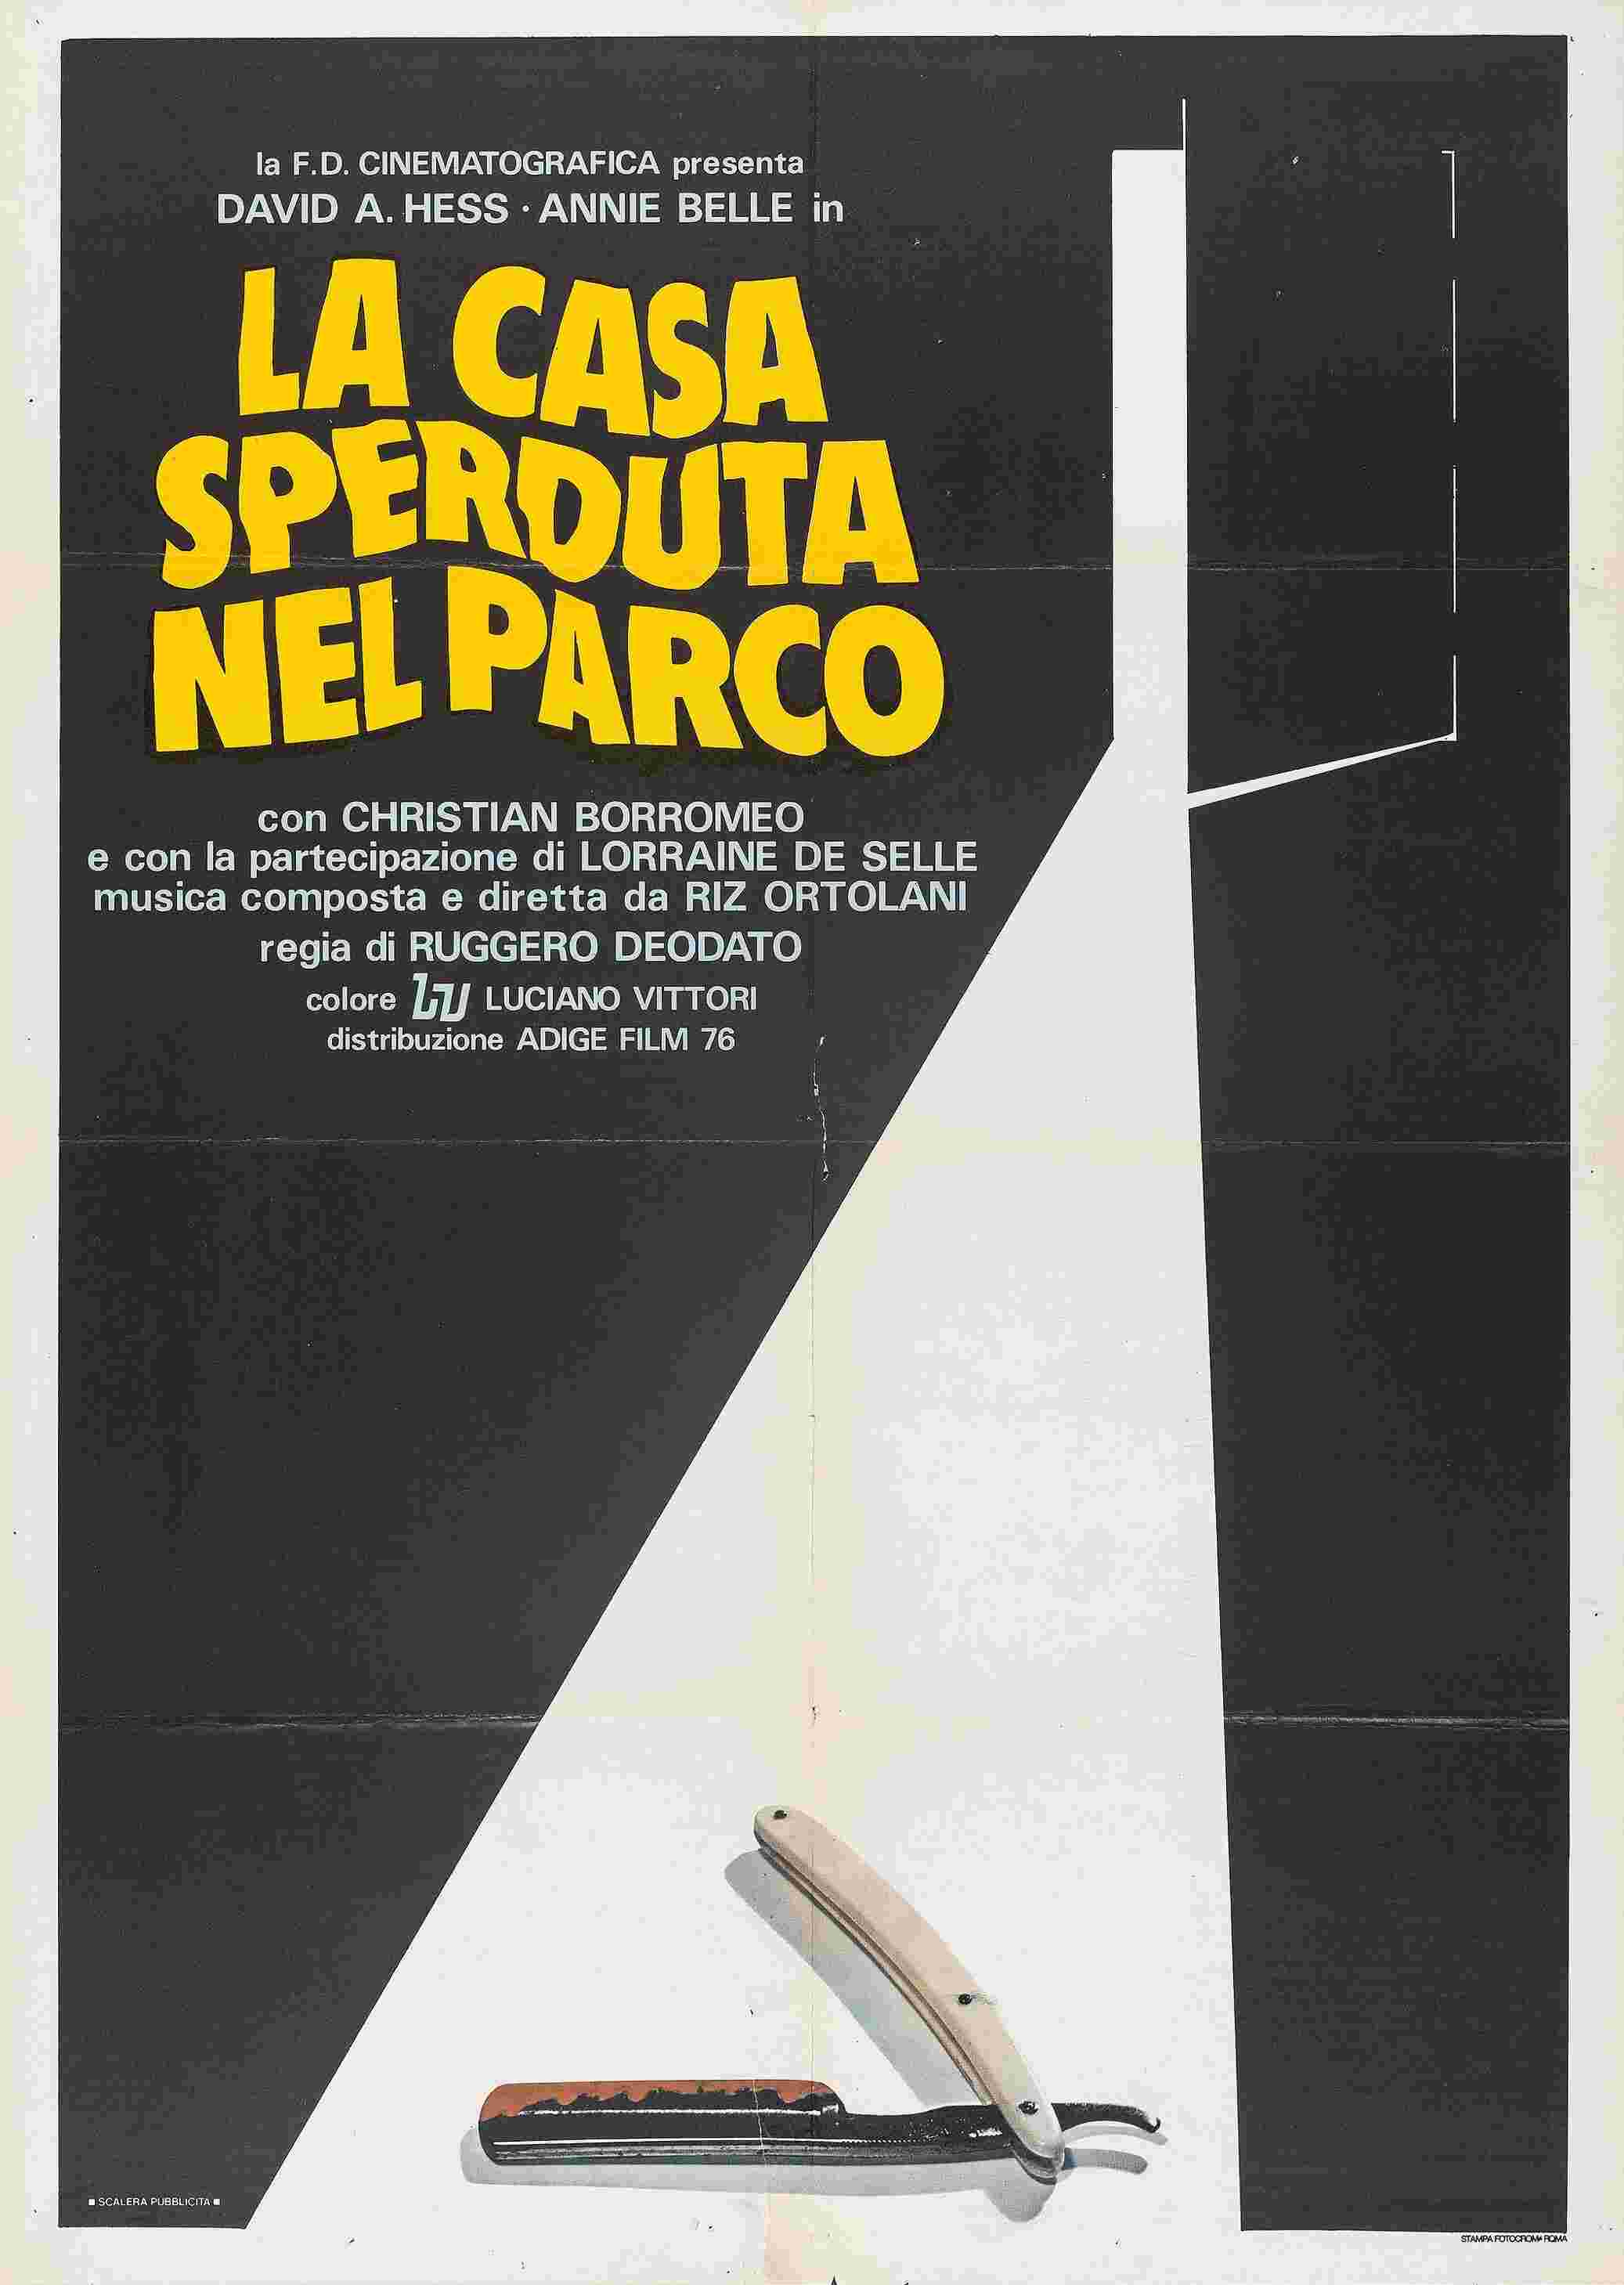 la F.D. CINEMATOGRAFICA presenta
DAVID A. HESS · ANNIE BELLE in
LA CASA
SPERDUTA
NEL PARCO
con CHRISTIAN BORROMEO
e con la partecipazione di LORRAINE DE SELLE
musica composta e diretta da RIZ ORTOLANI
regia di RUGGERO DEODATO
colore LV LUCIANO VITTORI
distribuzione ADIGE FILM 76
■ SCALERA PUBBLICITA ■
STAMPA FOTOCROMA ROMA